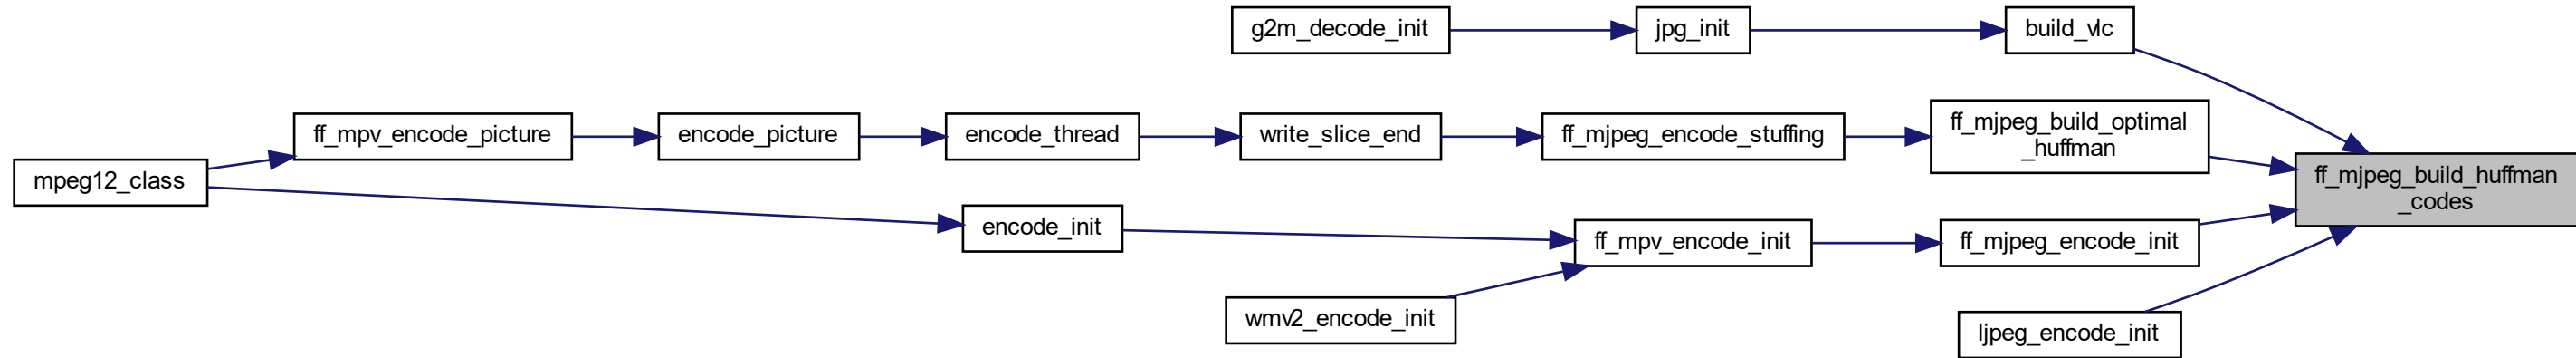 g2m_decode_init
jpg_init
build_vlc
ff_mpv_encode_picture
encode_picture
encode_thread
write_slice_end
ff_mjpeg_encode_stuffing
ff_mjpeg_build_optimal
_huffman
mpeg12_class
ff_mjpeg_build_huffman
_codes
encode_init
ff_mpv_encode_init
ff_mjpeg_encode_init
wmv2_encode_init
ljpeg_encode_init